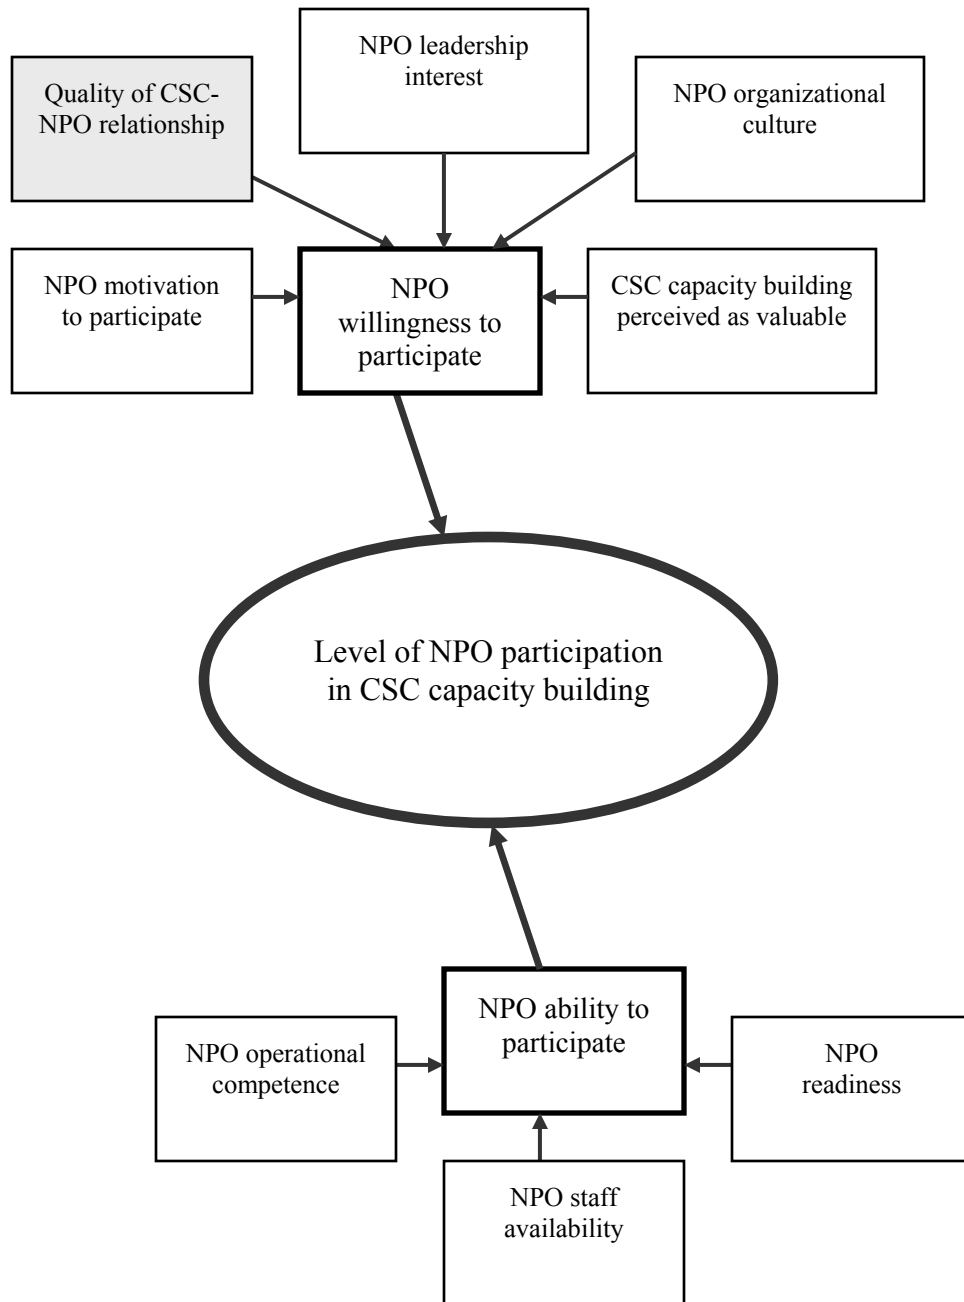 NPO leadership
interest
Quality of CSC-
NPO relationship
NPO organizational
culture
NPO motivation
to participate
NPO
willingness to
participate
CSC capacity building
perceived as valuable
Level of NPO participation
in CSC capacity building
NPO ability to
participate
NPO operational
competence
NPO
readiness
NPO staff
availability